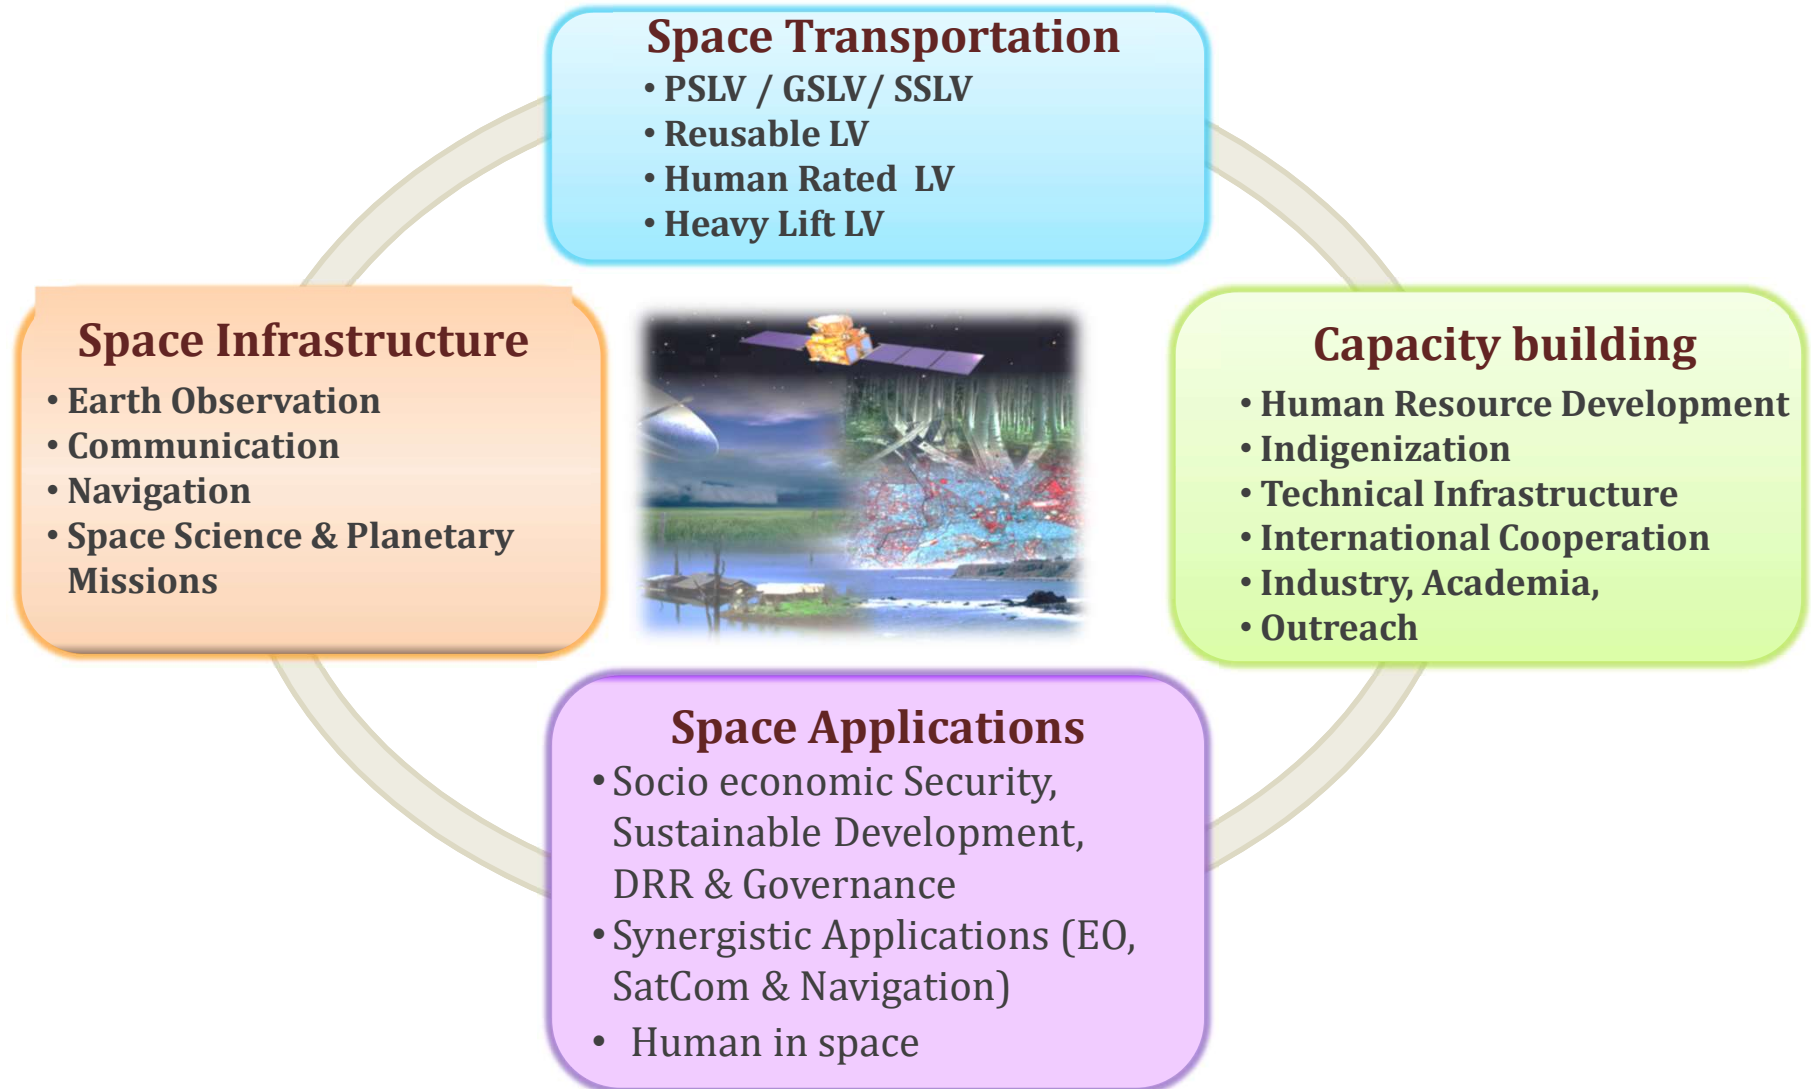 Space Transportation
• PSLV / GSLV/ SSLV
• Reusable LV
• Human Rated LV
• Heavy Lift LV
Space Infrastructure
• Earth Observation
• Communication
• Navigation
• Space Science & Planetary
Missions
Capacity building
• Human Resource Development
• Indigenization
• Technical Infrastructure
• International Cooperation
• Industry, Academia,
• Outreach
Space Applications
• Socio economic Security,
Sustainable Development,
DRR & Governance
• Synergistic Applications (EO,
SatCom & Navigation)
• Human in space